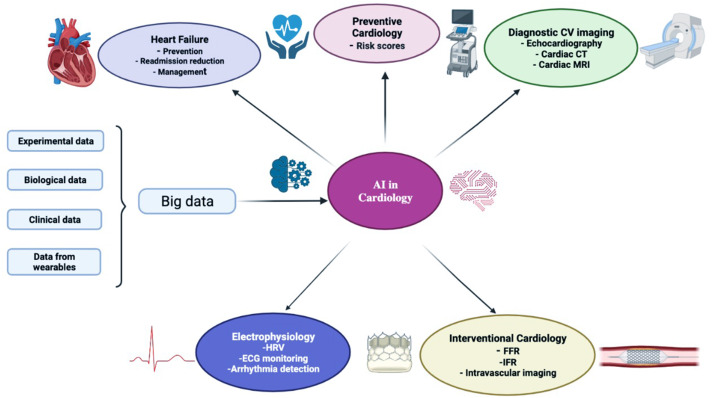 Heart Failure
- Prevention
- Readmission reduction
- Management
Preventive
Cardiology
- Risk scores
Diagnostic CV imaging
- Echocardiography
- Cardiac CT
- Cardiac MRI
Experimental data
Biological data
Clinical data
Data from
wearables
Big data
AI in
Cardiology
Electrophysiology
-HRV
-ECG monitoring
-Arrhythmia detection
Interventional Cardiology
- FFR
- IFR
- Intravascular imaging